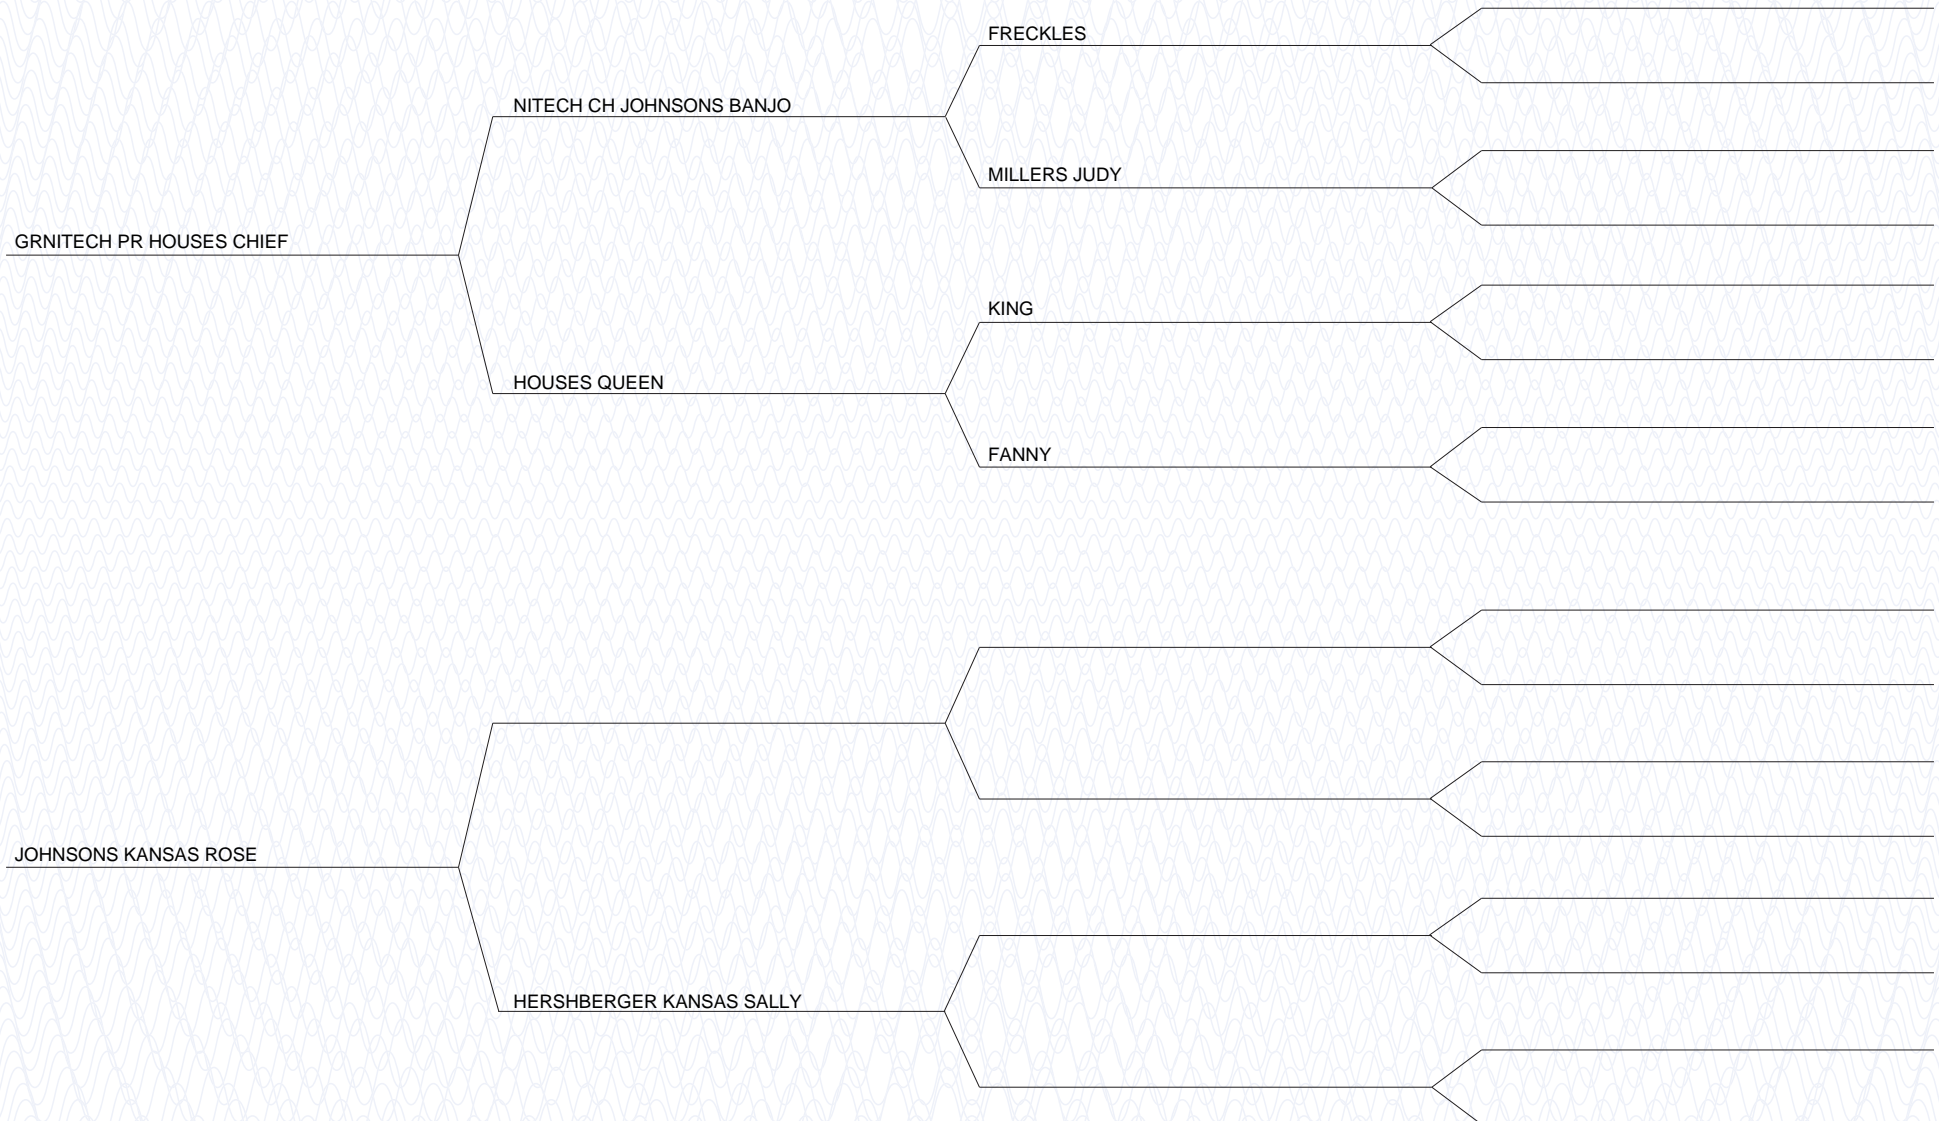 FRECKLES
NITECH CH JOHNSONS BANJO
MILLERS JUDY
GRNITECH PR HOUSES CHIEF
KING
HOUSES QUEEN
FANNY
JOHNSONS KANSAS ROSE
HERSHBERGER KANSAS SALLY